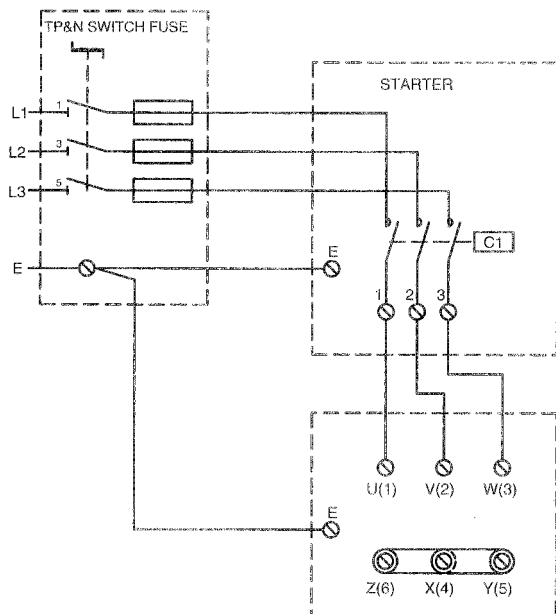 TP&N SWITCH FUSE
STARTER
L1 1
L2 3
L3 5
E
E
C1
1 2 3
U(1) V(2) W(3)
E
Z(6) X(4) Y(5)